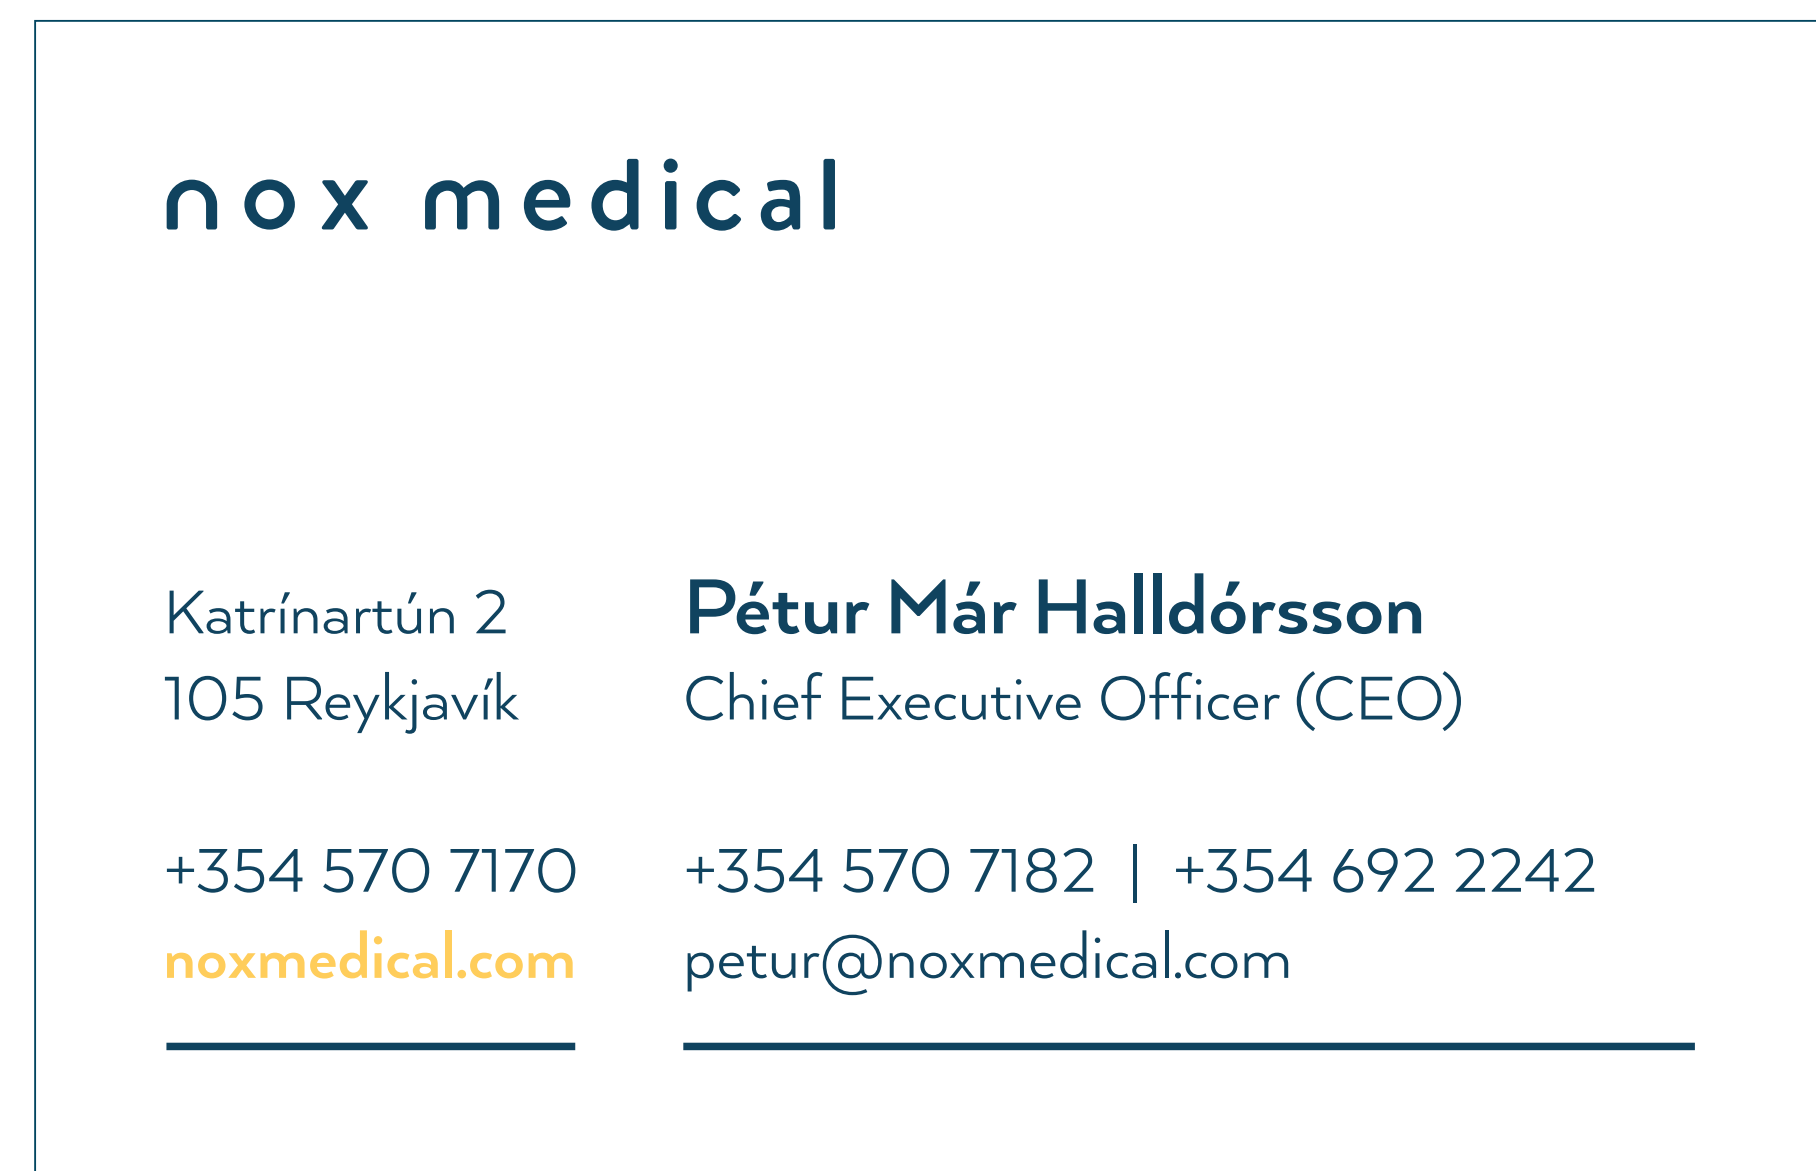 nox medical
Katrínartún 2
105 Reykjavík
+354 570 7170
noxmedical.com
Pétur Már Halldórsson
Chief Executive Officer (CEO)
+354 570 7182 | +354 692 2242
petur@noxmedical.com